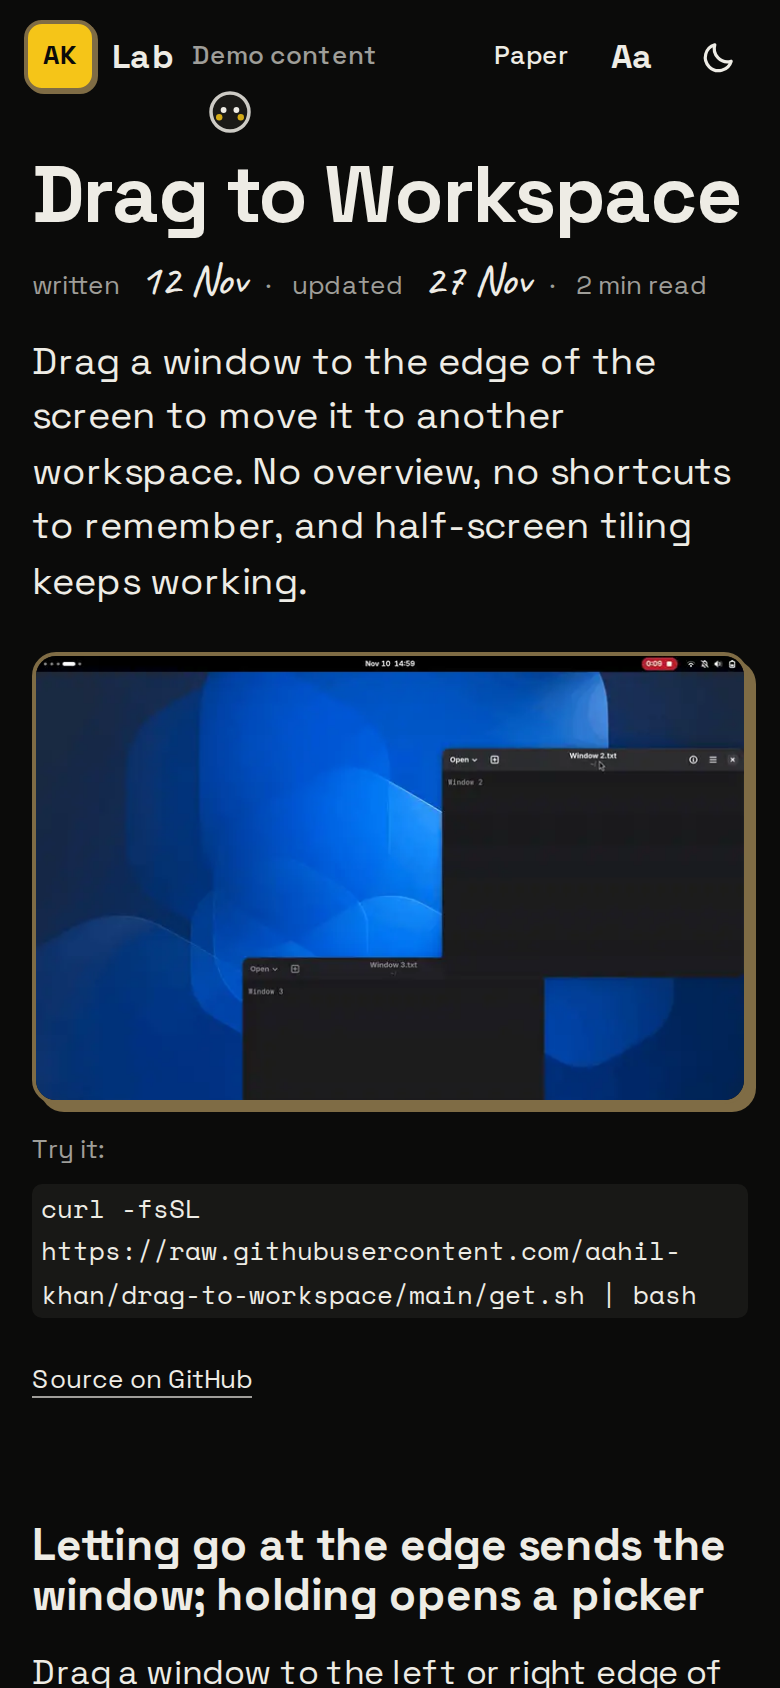 AK Lab Demo content Paper Aa
Drag to Workspace
written 12 Nov · updated 27 Nov · 2 min read
Drag a window to the edge of the
screen to move it to another
workspace. No overview, no shortcuts
to remember, and half-screen tiling
keeps working.
Nov 10 14:59 0:09
Open Window 2.txt
Window 2
Open Window 3.txt
Window 3
Try it:
curl -fsSL
https://raw.githubusercontent.com/aahil-
khan/drag-to-workspace/main/get.sh | bash
Source on GitHub
Letting go at the edge sends the
window; holding opens a picker
Drag a window to the left or right edge of